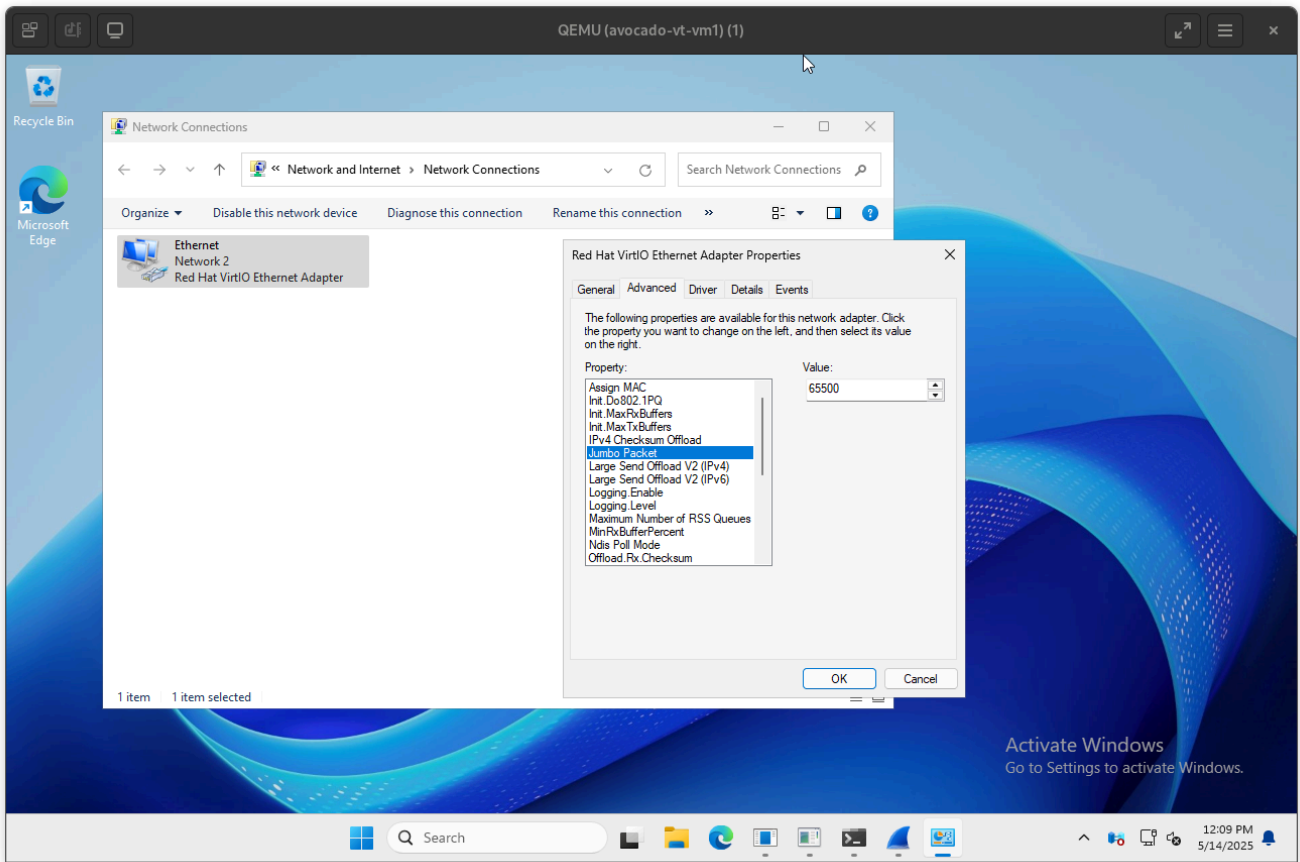 QEMU (avocado-vt-vm1) (1)
Recycle Bin
Microsoft
Edge
Network Connections
« Network and Internet › Network Connections
Search Network Connections
Organize
Disable this network device
Diagnose this connection
Rename this connection
»
Ethernet
Network 2
Red Hat VirtIO Ethernet Adapter
Red Hat VirtIO Ethernet Adapter Properties
General
Advanced
Driver
Details
Events
The following properties are available for this network adapter. Click
the property you want to change on the left, and then select its value
on the right.
Property:
Value:
Assign MAC
Init.Do802.1PQ
Init.MaxRxBuffers
Init.MaxTxBuffers
IPv4 Checksum Offload
Jumbo Packet
Large Send Offload V2 (IPv4)
Large Send Offload V2 (IPv6)
Logging.Enable
Logging.Level
Maximum Number of RSS Queues
MinRxBufferPercent
Ndis Poll Mode
Offload.Rx.Checksum
65500
OK
Cancel
1 item
1 item selected
Activate Windows
Go to Settings to activate Windows.
Search
12:09 PM
5/14/2025